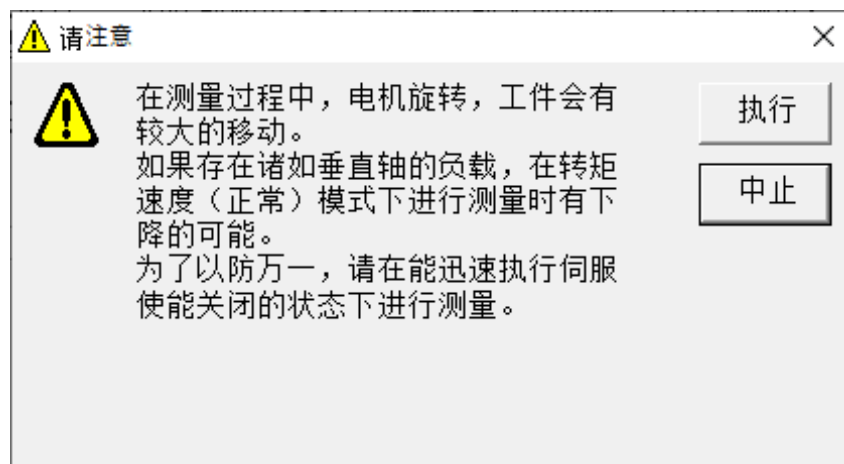 请注意
在测量过程中，电机旋转，工件会有
较大的移动。
如果存在诸如垂直轴的负载，在转矩
速度（正常）模式下进行测量时有下
降的可能。
为了以防万一，请在能迅速执行伺服
使能关闭的状态下进行测量。
执行
中止